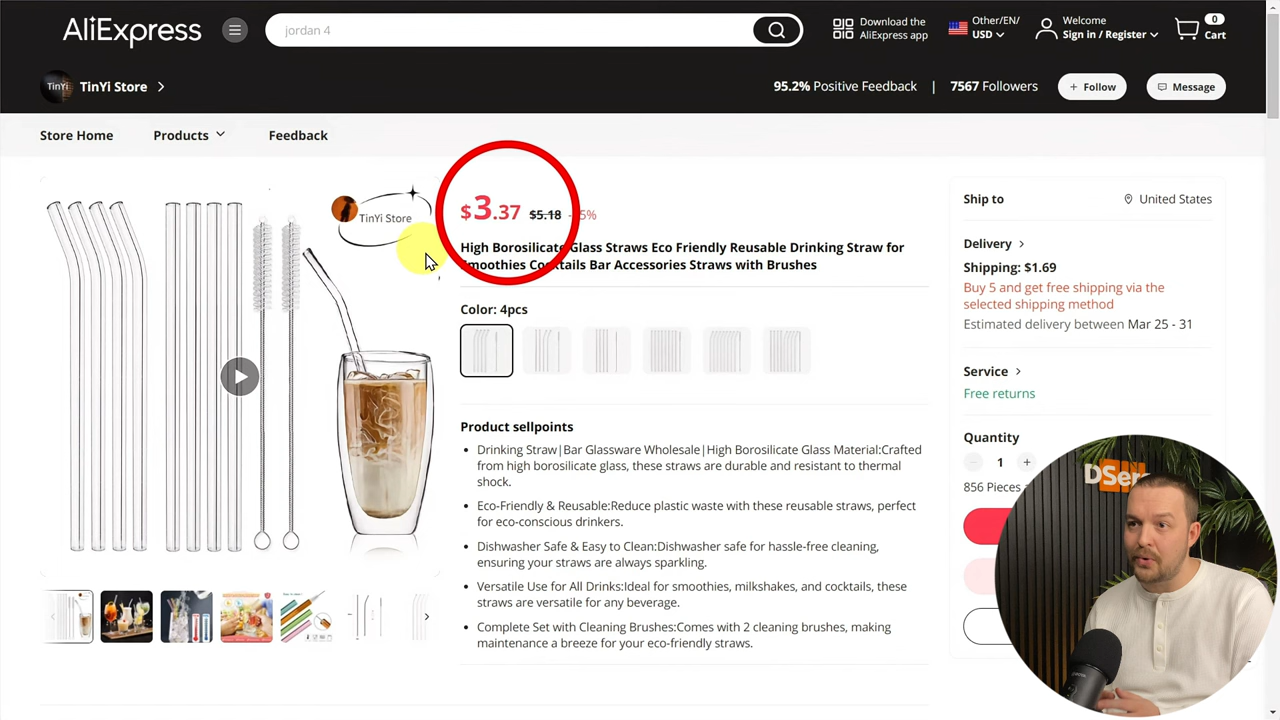 AliExpress
jordan 4
Download the
AliExpress app
Other/EN/
USD
Welcome
Sign in / Register
0
Cart
TinYi
TinYi Store
95.2% Positive Feedback | 7567 Followers
+ Follow
Message
Store Home
Products
Feedback
TinYi Store
$3.37 $5.18
High Borosilicate Glass Straws Eco Friendly Reusable Drinking Straw for
Smoothies Cocktails Bar Accessories Straws with Brushes
Color: 4pcs
Product sellpoints
Drinking Straw|Bar Glassware Wholesale|High Borosilicate Glass Material:Crafted
from high borosilicate glass, these straws are durable and resistant to thermal
shock.
Eco-Friendly & Reusable:Reduce plastic waste with these reusable straws, perfect
for eco-conscious drinkers.
Dishwasher Safe & Easy to Clean:Dishwasher safe for hassle-free cleaning,
ensuring your straws are always sparkling.
Versatile Use for All Drinks:Ideal for smoothies, milkshakes, and cocktails, these
straws are versatile for any beverage.
Complete Set with Cleaning Brushes:Comes with 2 cleaning brushes, making
maintenance a breeze for your eco-friendly straws.
Ship to
United States
Delivery
Shipping: $1.69
Buy 5 and get free shipping via the
selected shipping method
Estimated delivery between Mar 25 - 31
Service
Free returns
Quantity
- 1 +
856 Pieces
DSers